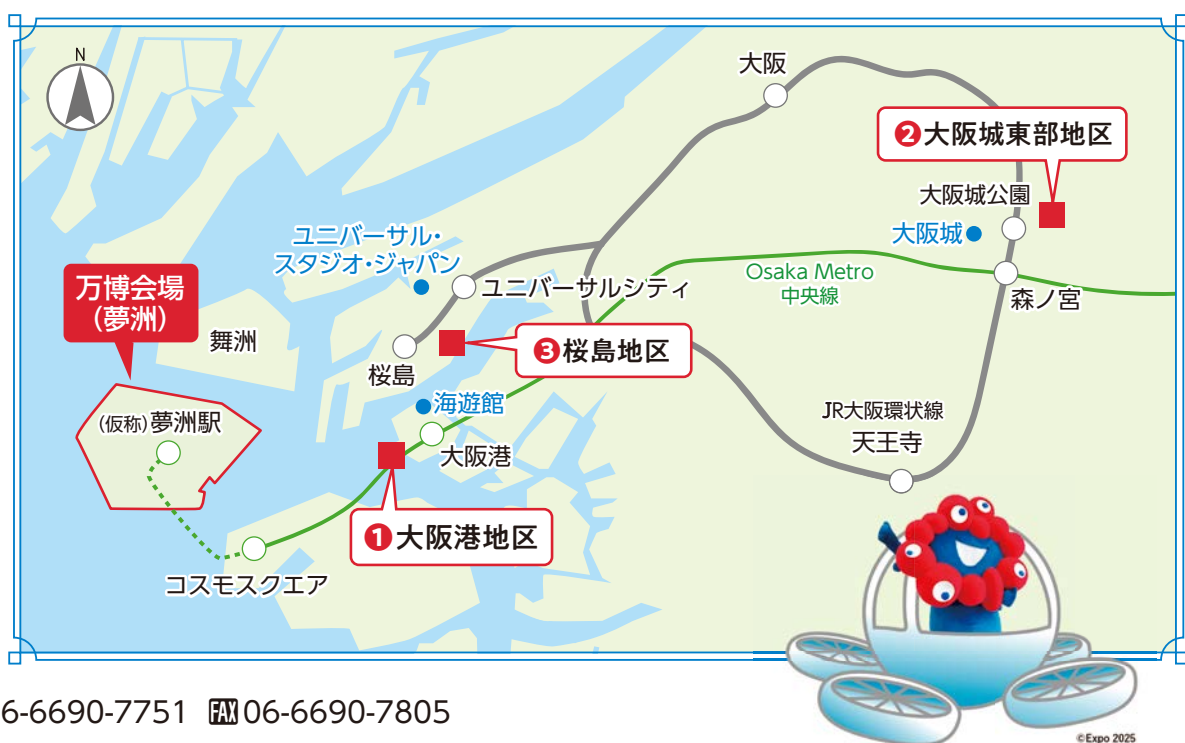 N
大阪
❷大阪城東部地区
大阪城公園
大阪城
ユニバーサル・
スタジオ・ジャパン
Osaka Metro
中央線
森ノ宮
万博会場
(夢洲)
ユニバーサルシティ
舞洲
❸桜島地区
桜島
海遊館
JR大阪環状線
天王寺
(仮称)夢洲駅
大阪港
❶大阪港地区
コスモスクエア
6-6690-7751 FAX 06-6690-7805
©Expo 2025